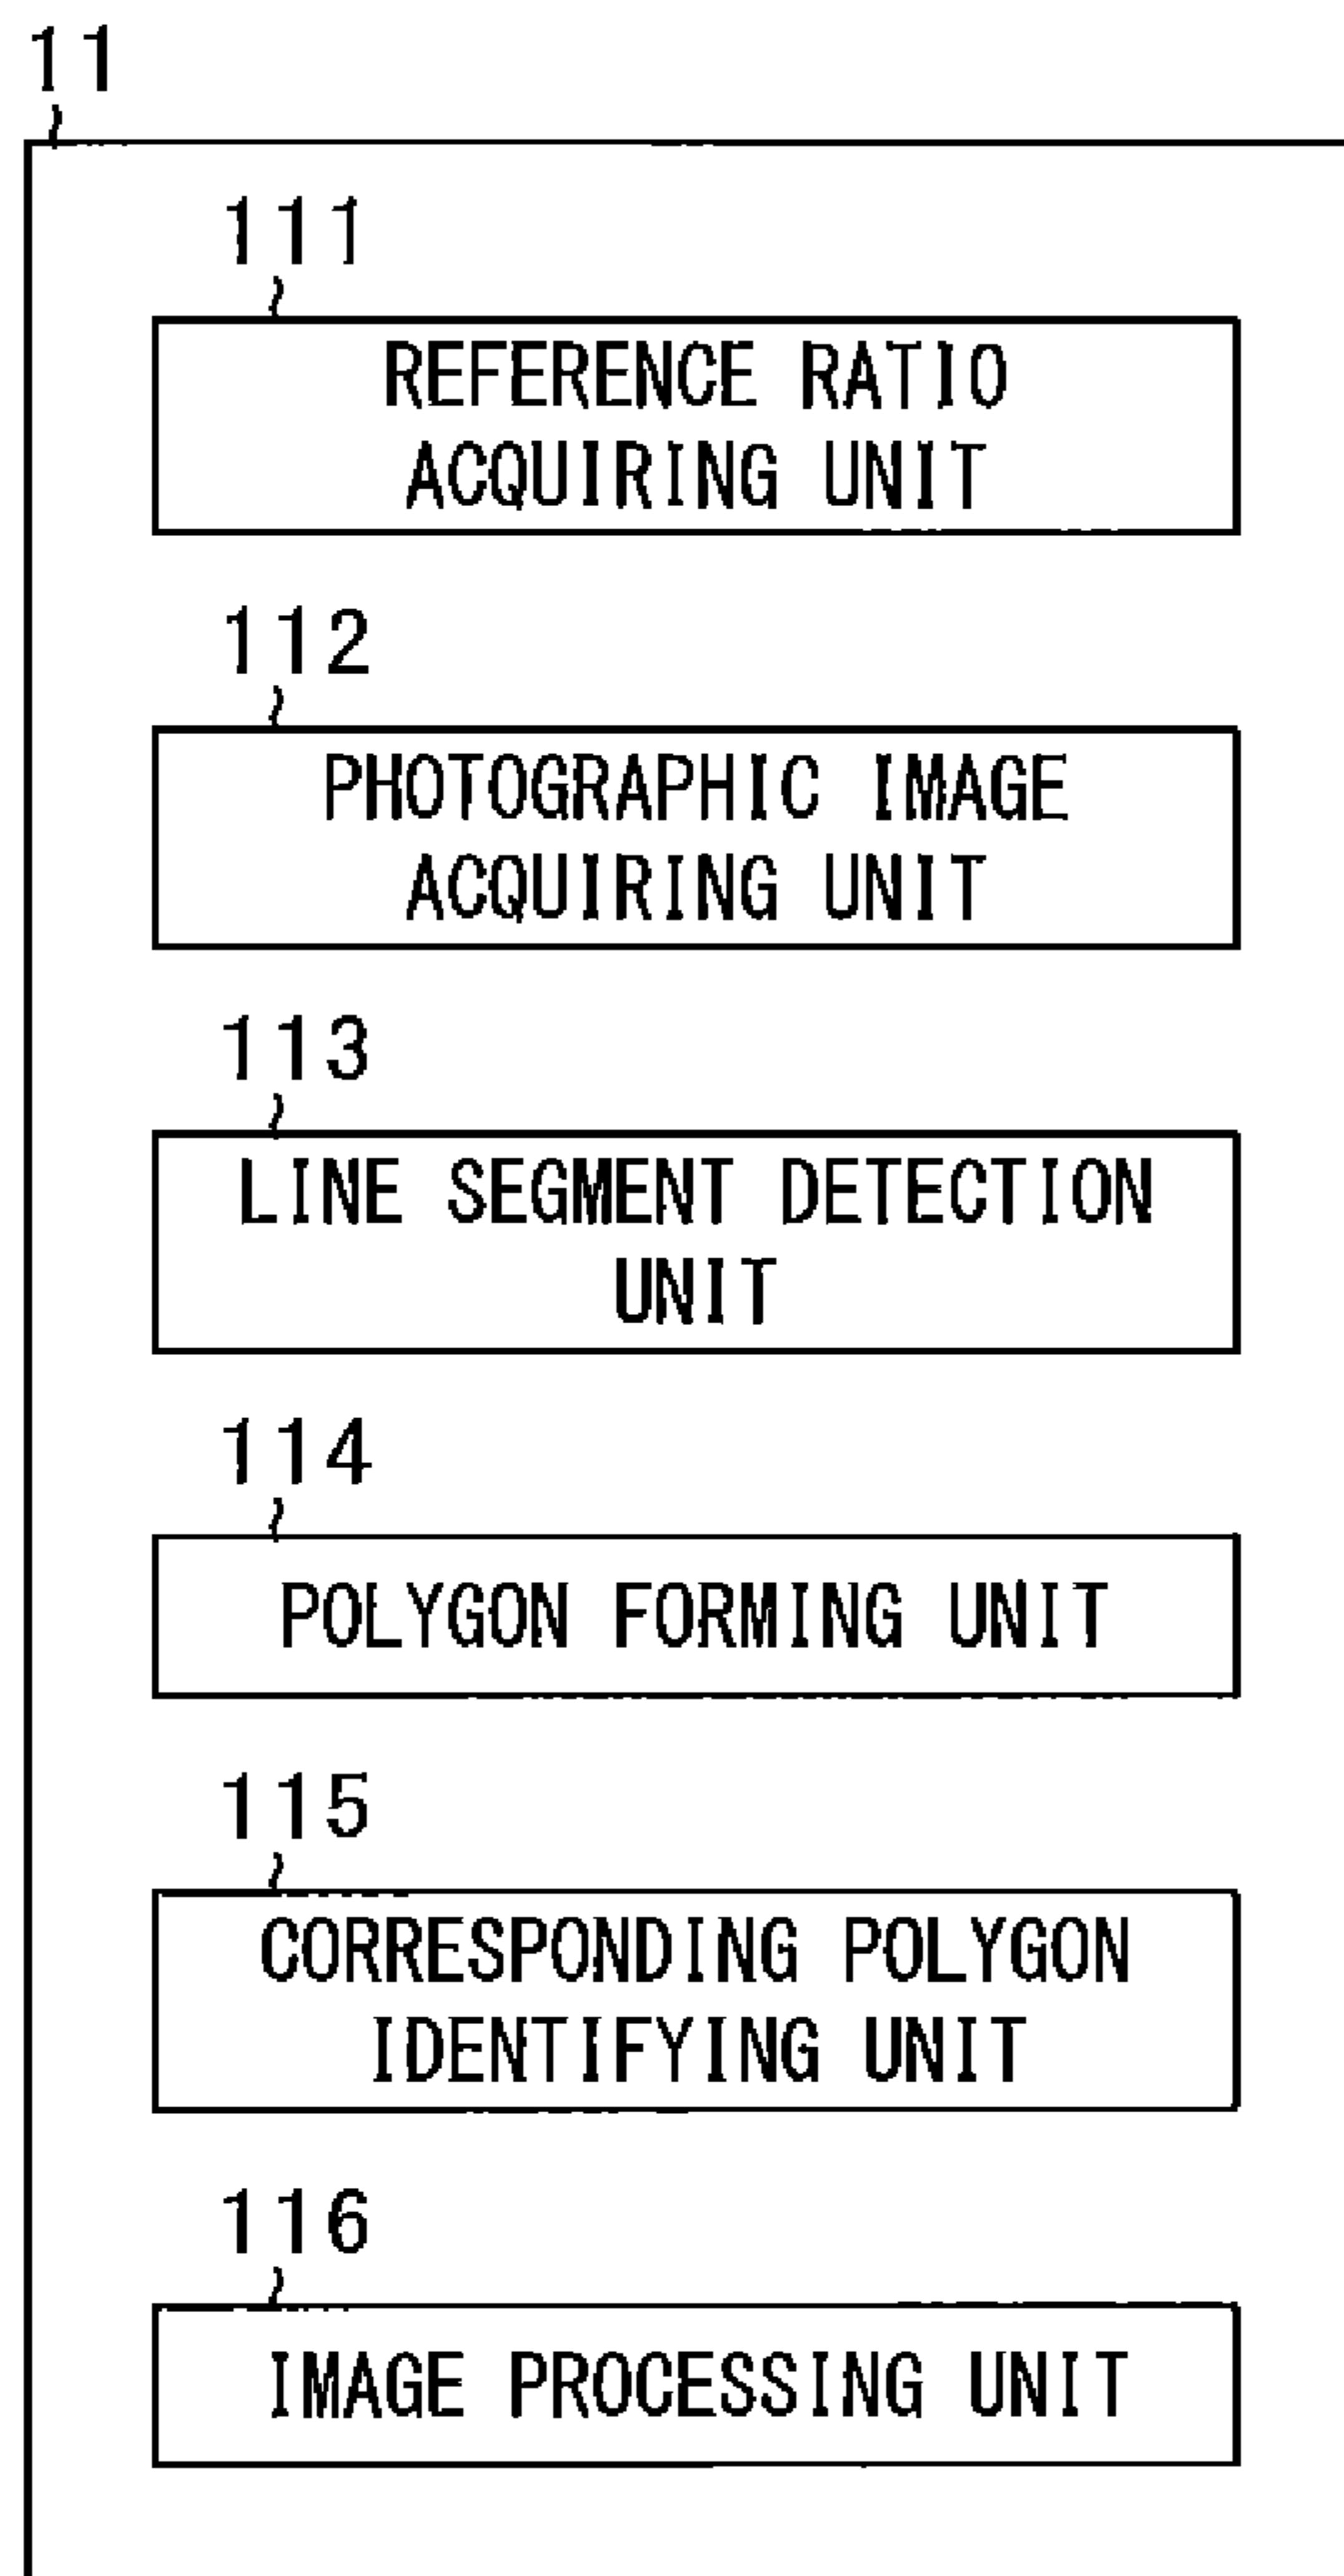 11
111
REFERENCE RATIO
ACQUIRING UNIT
112
PHOTOGRAPHIC IMAGE
ACQUIRING UNIT
113
LINE SEGMENT DETECTION
UNIT
114
POLYGON FORMING UNIT
115
CORRESPONDING POLYGON
IDENTIFYING UNIT
116
IMAGE PROCESSING UNIT